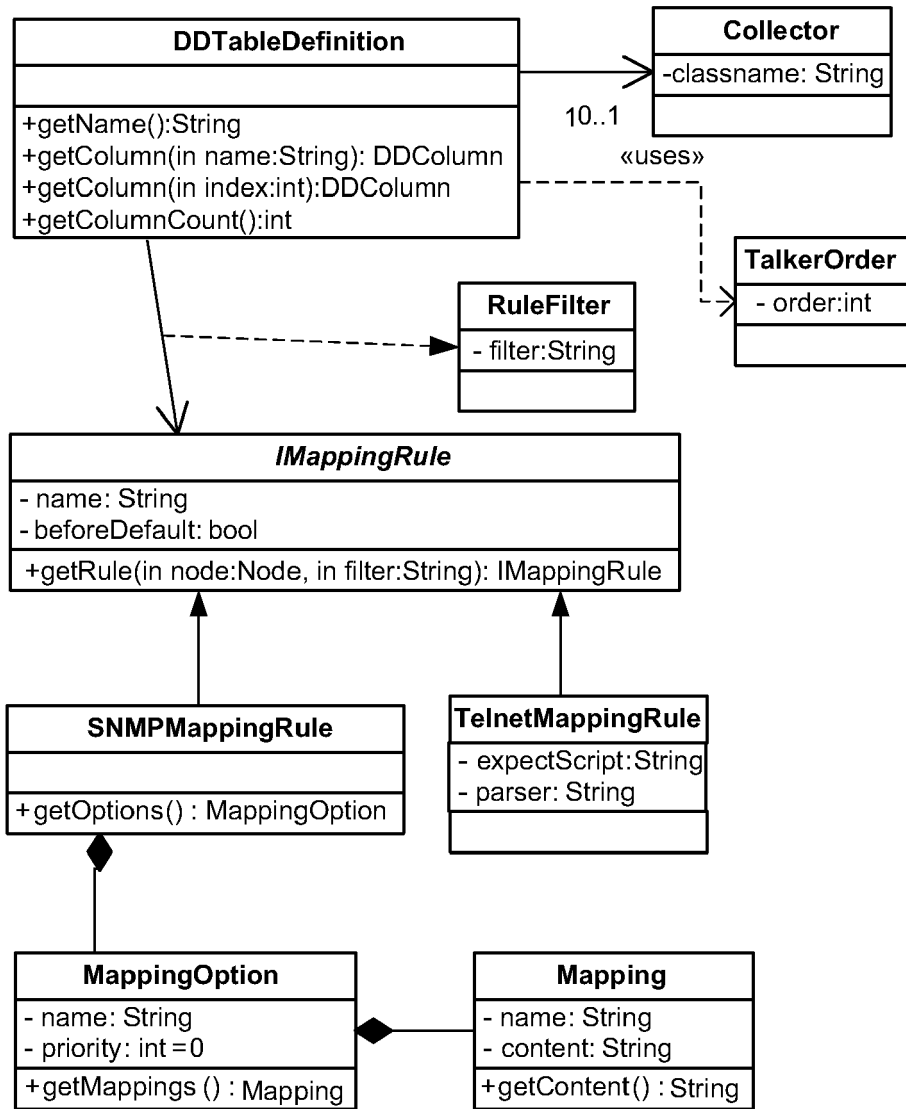 DDTableDefinition
+getName():String
+getColumn(in name:String): DDColumn
+getColumn(in index:int):DDColumn
+getColumnCount():int
Collector
-classname: String
10..1
«uses»
TalkerOrder
- order:int
RuleFilter
- filter:String
IMappingRule
- name: String
- beforeDefault: bool
+getRule(in node:Node, in filter:String): IMappingRule
SNMPMappingRule
+getOptions() : MappingOption
TelnetMappingRule
- expectScript:String
- parser: String
MappingOption
- name: String
- priority: int =0
+getMappings () : Mapping
Mapping
- name: String
- content: String
+getContent() : String